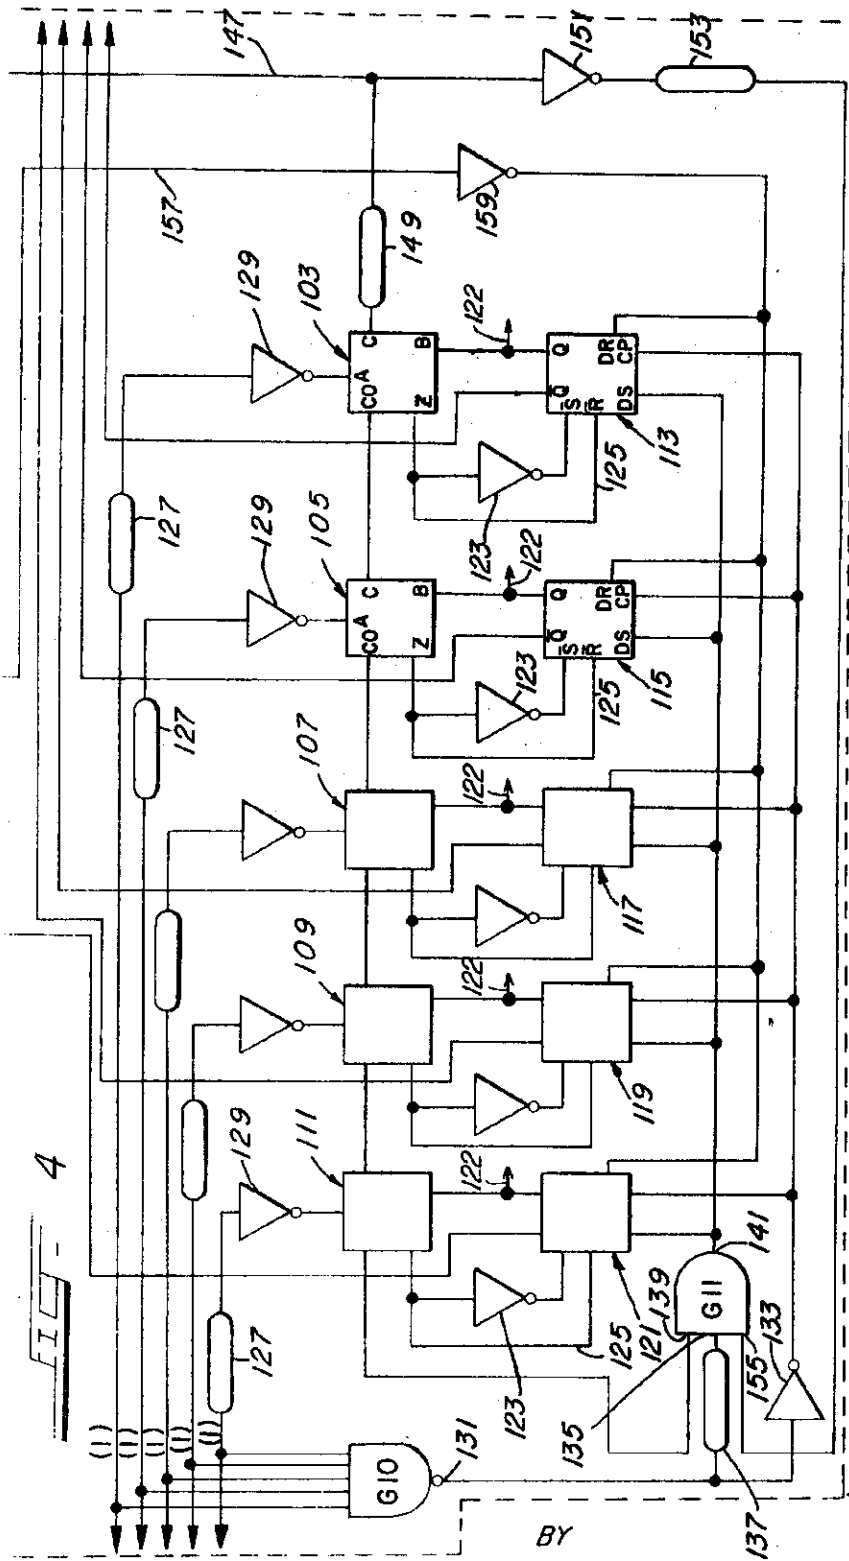 FIG- 4
(1) (1) (1) (1) (1)
147
157
127
127
127
129
129
129
149
111
109
107
105
103
G10
131
CO A C
Z B
CO A C
Z B
122
122
122
122
122
151
153
159
123
123
123
125
125
125
Q̅ Q
S̅
R̅ DR
DS CP
Q̅ Q
S̅
R̅ DR
DS CP
121
119
117
115
113
139
135
G11
141
155
133
137
BY